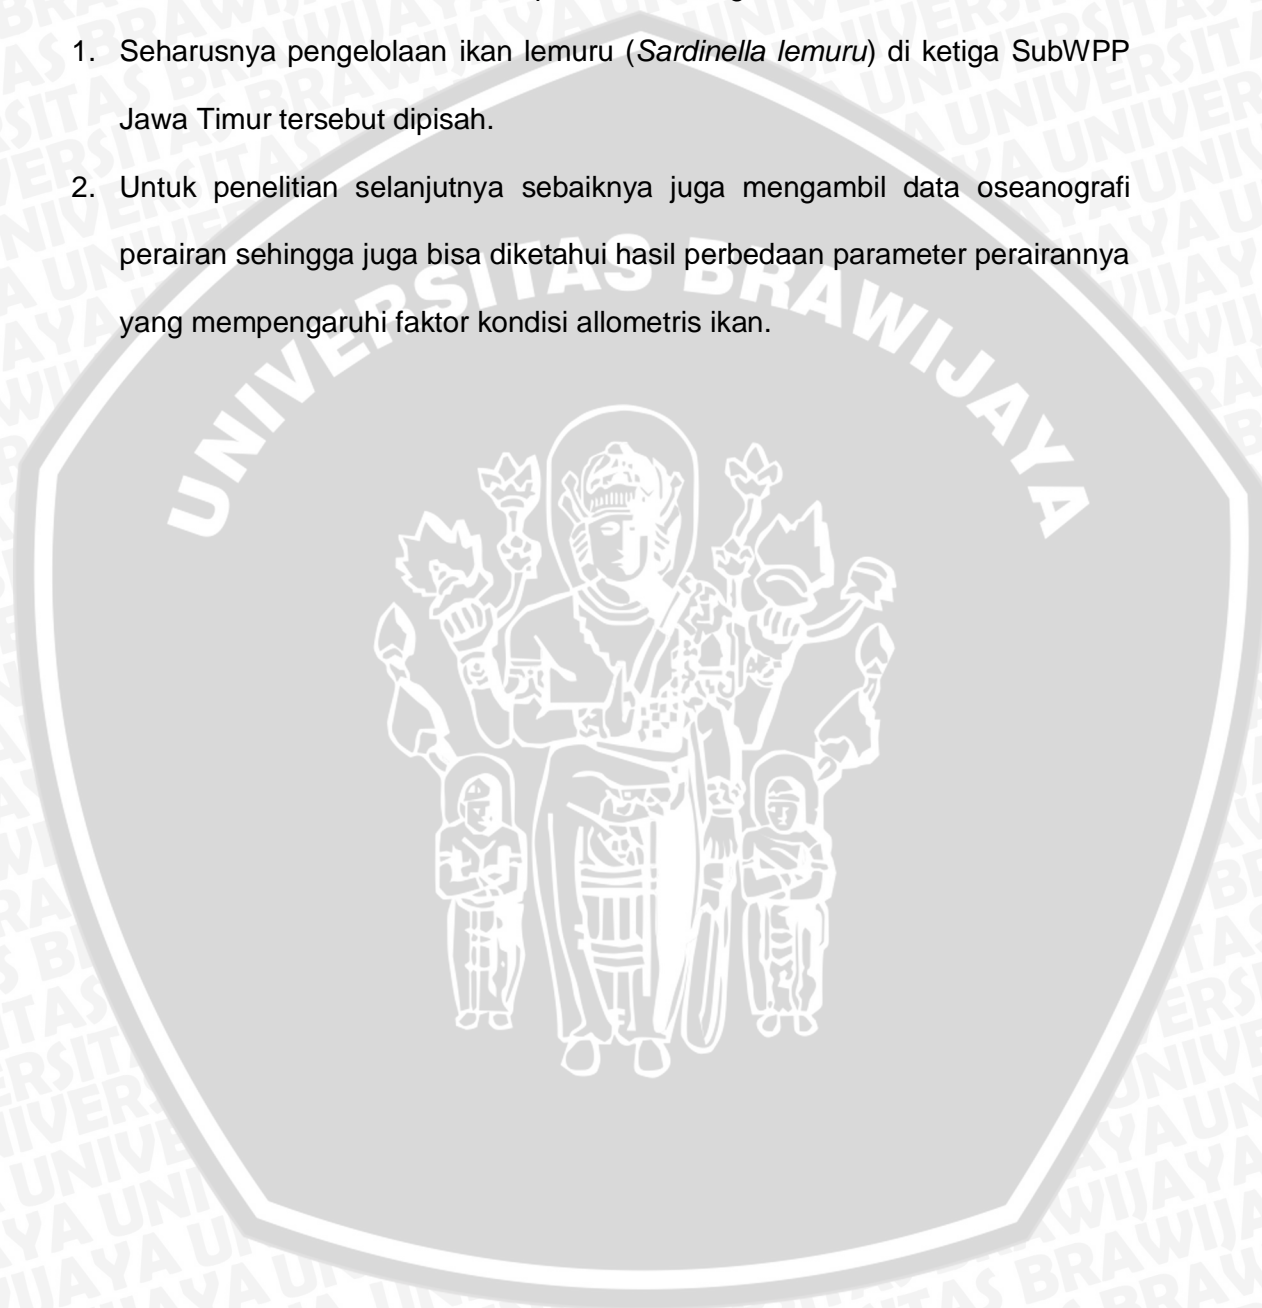 1. Seharusnya pengelolaan ikan lemuru (Sardinella lemuru) di ketiga SubWPP
Jawa Timur tersebut dipisah.
2. Untuk penelitian selanjutnya sebaiknya juga mengambil data oseanografi
perairan sehingga juga bisa diketahui hasil perbedaan parameter perairannya
yang mempengaruhi faktor kondisi allometris ikan.
UNIVERSITAS BRAWIJAYA